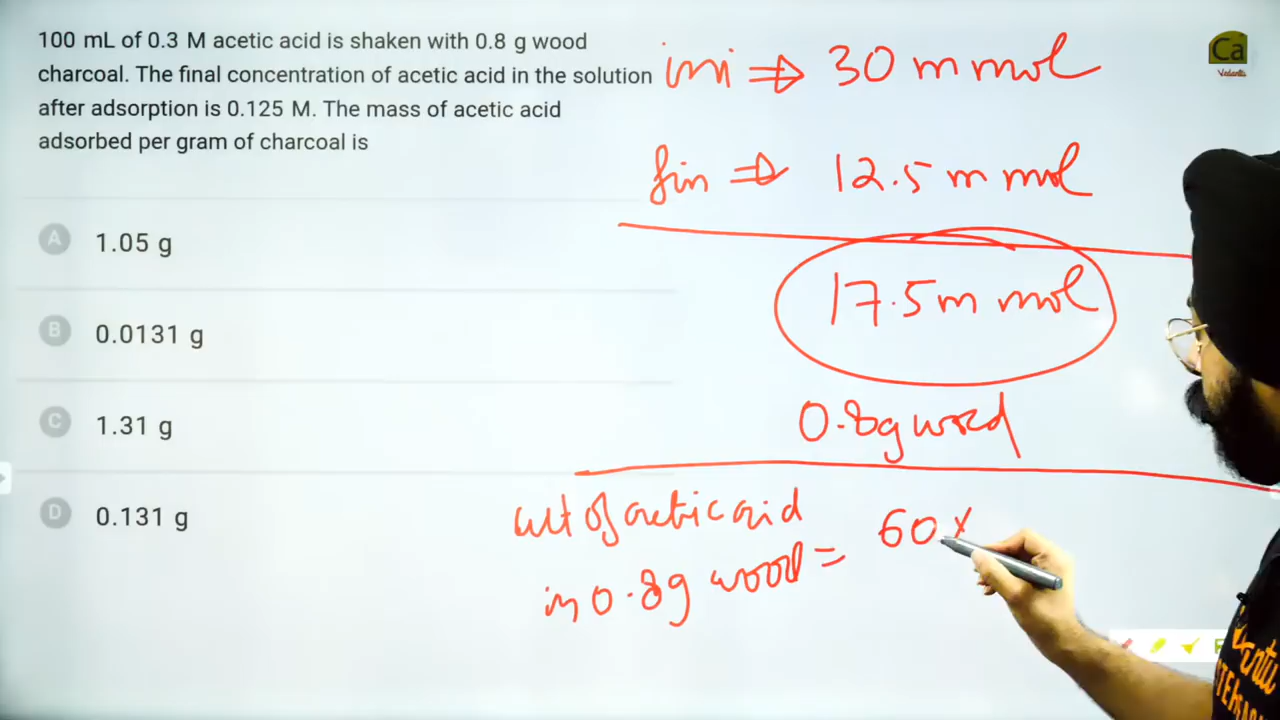 100 mL of 0.3 M acetic acid is shaken with 0.8 g wood
charcoal. The final concentration of acetic acid in the solution
after adsorption is 0.125 M. The mass of acetic acid
adsorbed per gram of charcoal is
A 1.05 g
B 0.0131 g
C 1.31 g
D 0.131 g
ini ⇒ 30 m mol
fin ⇒ 12.5 m mol
17.5 m mol
0.8g wood
wt of acetic acid
in 0.8g wood = 60 x
Ca
Vedantu